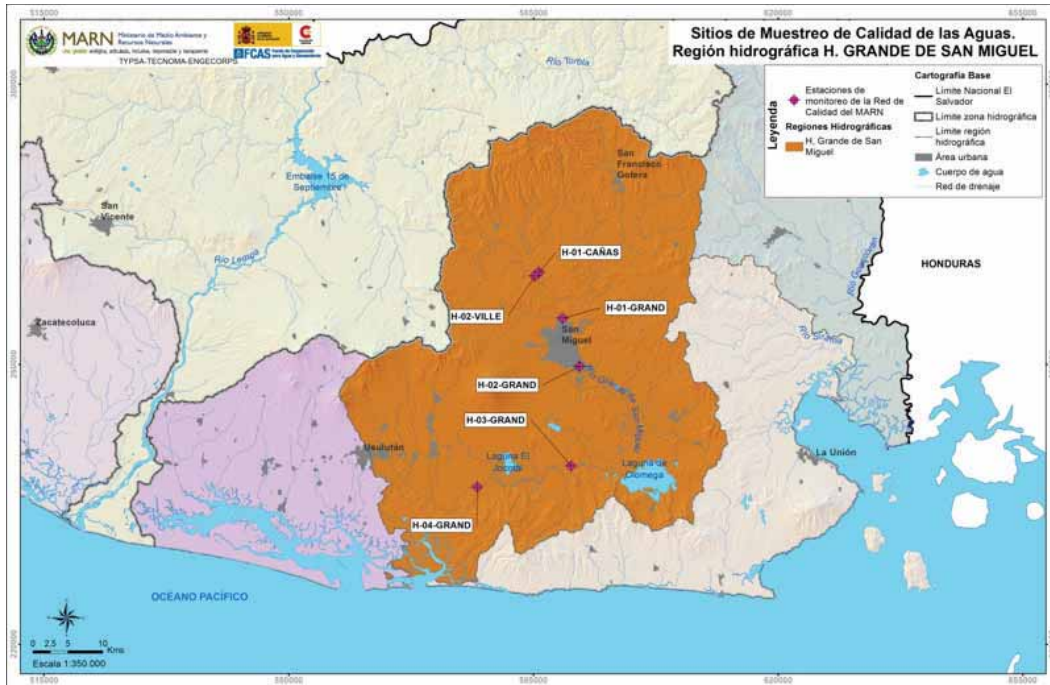 MARN
Ministerio de Medio Ambiente y
Recursos Naturales
TYPSA-TECNOMA-ENGECORPS
FCAS
Sitios de Muestreo de Calidad de las Aguas.
Región hidrográfica H. GRANDE DE SAN MIGUEL
Leyenda
Estaciones de
monitoreo de la Red de
Calidad del MARN
Regiones Hidrográficas
H, Grande de San
Miguel
Cartografía Base
Límite Nacional El
Salvador
Límite zona hidrográfica
Límite región
hidrográfica
Área urbana
Cuerpo de agua
Red de drenaje
Río Torola
San
Francisco
Gotera
Embalse 15 de
Septiembre
San
Vicente
Río Lempa
Zacatecoluca
H-01-CAÑAS
H-02-VILLE
H-01-GRAND
San
Miguel
H-02-GRAND
Río Grande de San Miguel
H-03-GRAND
Usulután
Laguna El
Jocotal
Laguna de
Olomega
H-04-GRAND
HONDURAS
Río Goascorán
Río Sirama
La Unión
OCÉANO PACÍFICO
0 2.5 5 10
Kms
Escala 1:350.000